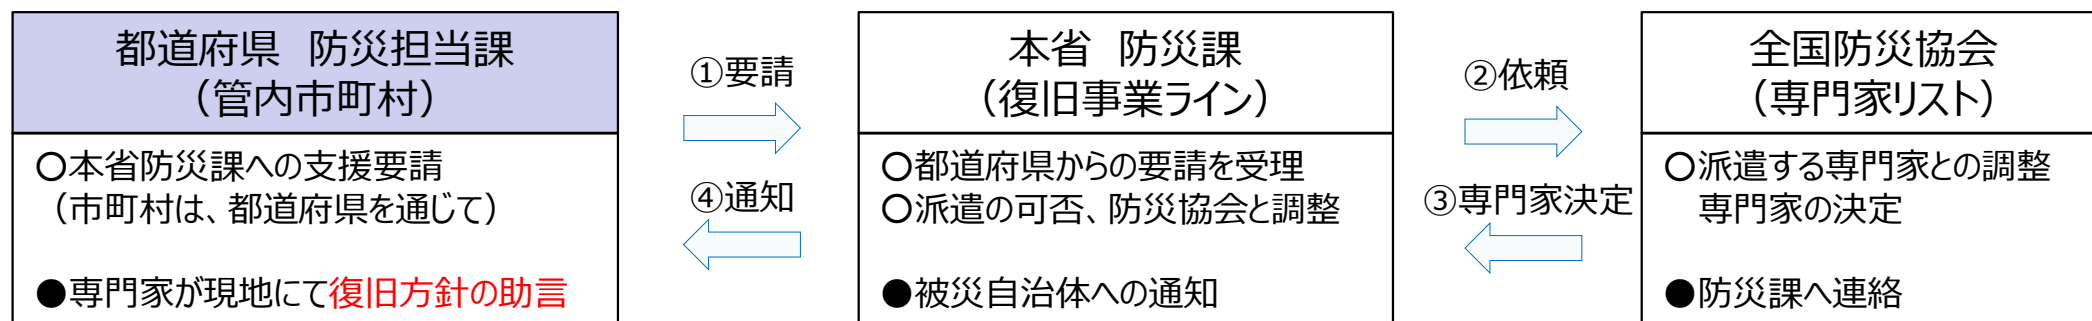 都道府県　防災担当課
（管内市町村）
〇本省防災課への支援要請
（市町村は、都道府県を通じて）
●専門家が現地にて復旧方針の助言
①要請
④通知
本省　防災課
（復旧事業ライン）
〇都道府県からの要請を受理
〇派遣の可否、防災協会と調整
●被災自治体への通知
②依頼
③専門家決定
全国防災協会
（専門家リスト）
〇派遣する専門家との調整
専門家の決定
●防災課へ連絡